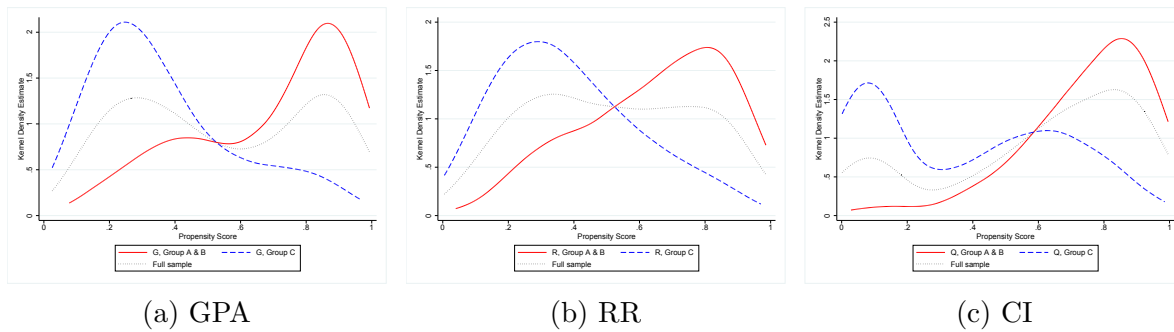 2
1.5
1
.5
0
Kernel Density Estimate
0 .2 .4 .6 .8 1
Propensity Score
G, Group A & B G, Group C
Full sample
(a) GPA
2
1.5
1
.5
0
Kernel Density Estimate
0 .2 .4 .6 .8 1
Propensity Score
R, Group A & B R, Group C
Full sample
(b) RR
2.5
2
1.5
1
.5
0
Kernel Density Estimate
0 .2 .4 .6 .8 1
Propensity Score
Q, Group A & B Q, Group C
Full sample
(c) CI